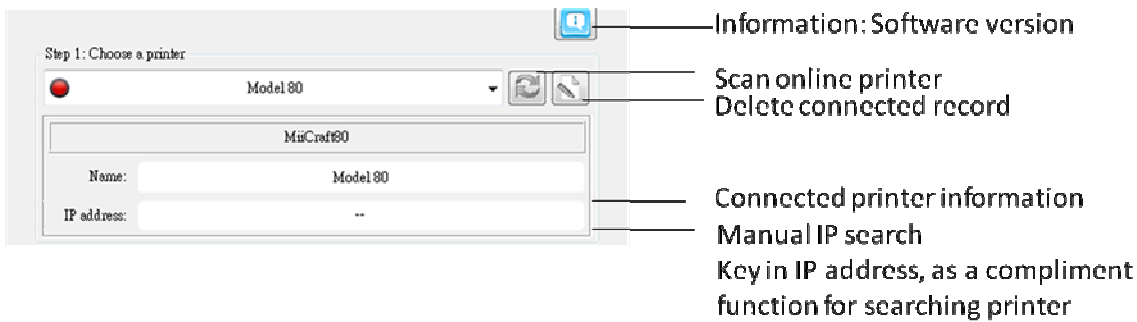 Information: Software version
Step 1: Choose a printer
Model 80
Scan online printer
Delete connected record
MiiCraft80
Name: Model 80
IP address: --
Connected printer information
Manual IP search
Key in IP address, as a compliment
function for searching printer